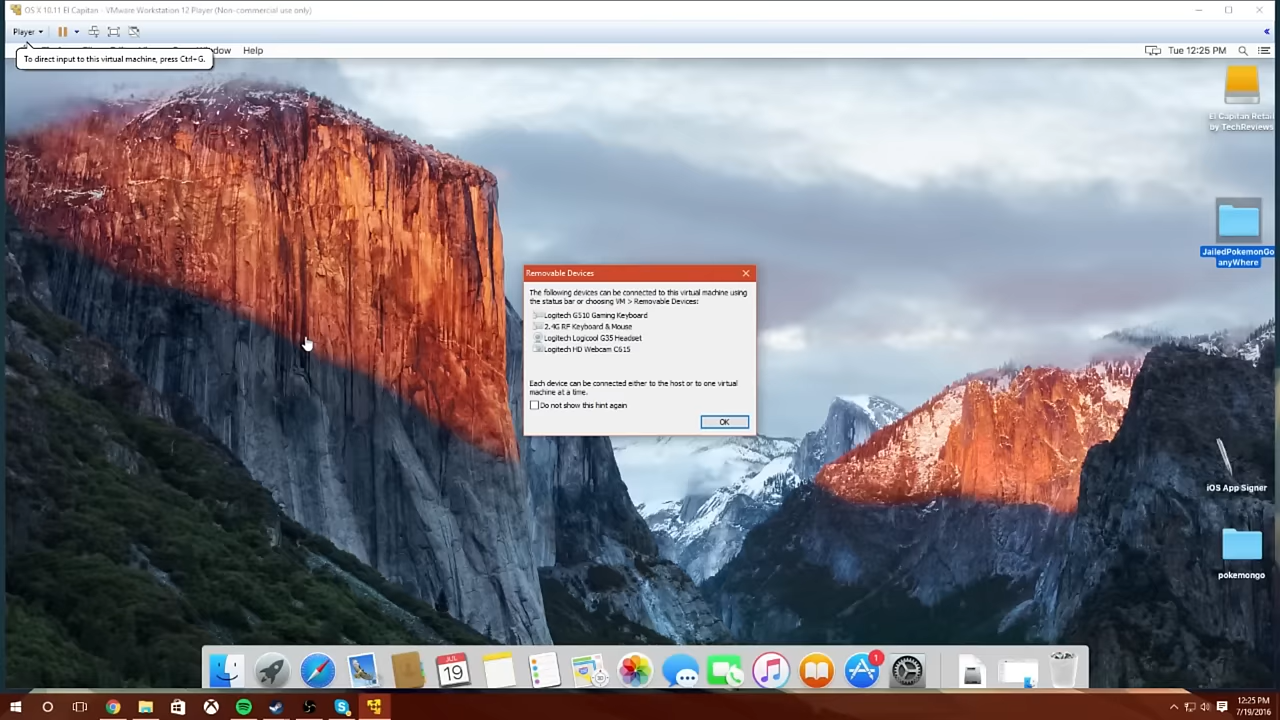 OS X 10.11 El Capitan - VMware Workstation 12 Player (Non-commercial use only)
Player
To direct input to this virtual machine, press Ctrl+G.
Window
Help
Tue 12:25 PM
El Capitan Retail
by TechReviews
JailedPokemonGo
anyWhere
Removable Devices
The following devices can be connected to this virtual machine using
the status bar or choosing VM > Removable Devices:
Logitech G510 Gaming Keyboard
2.4G RF Keyboard & Mouse
Logitech Logicool G35 Headset
Logitech HD Webcam C615
Each device can be connected either to the host or to one virtual
machine at a time.
Do not show this hint again
OK
iOS App Signer
pokemongo
JUL
19
1
12:25 PM
7/19/2016